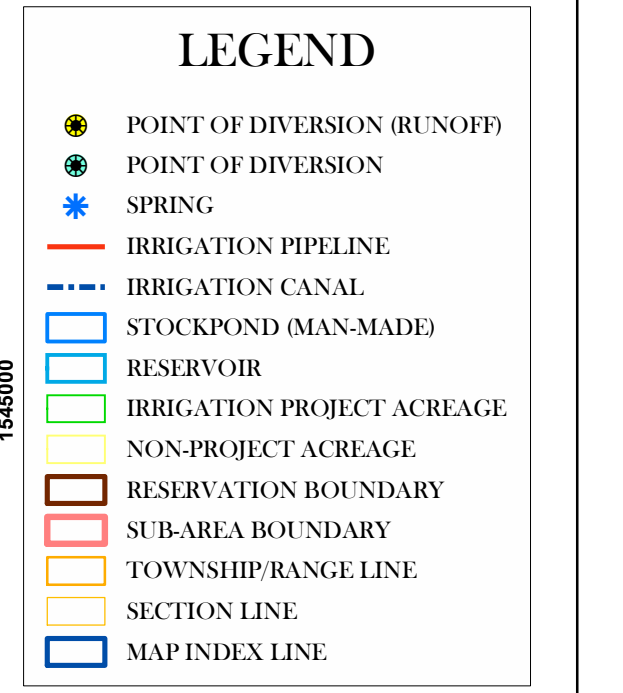 LEGEND
POINT OF DIVERSION (RUNOFF)
POINT OF DIVERSION
SPRING
IRRIGATION PIPELINE
IRRIGATION CANAL
STOCKPOND (MAN-MADE)
RESERVOIR
IRRIGATION PROJECT ACREAGE
NON-PROJECT ACREAGE
RESERVATION BOUNDARY
SUB-AREA BOUNDARY
TOWNSHIP/RANGE LINE
SECTION LINE
MAP INDEX LINE
1545000